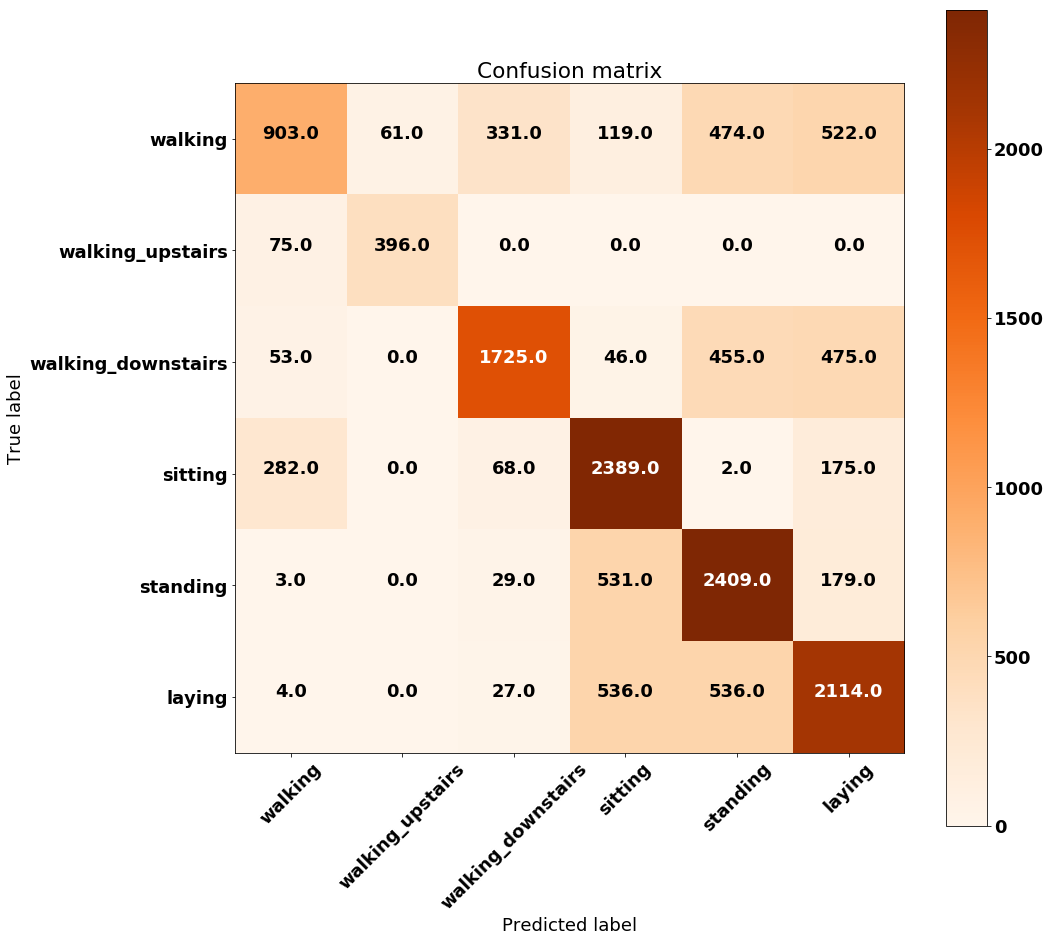 Confusion matrix
walking 903.0 61.0 331.0 119.0 474.0 522.0
walking_upstairs 75.0 396.0 0.0 0.0 0.0 0.0
walking_downstairs 53.0 0.0 1725.0 46.0 455.0 475.0
sitting 282.0 0.0 68.0 2389.0 2.0 175.0
standing 3.0 0.0 29.0 531.0 2409.0 179.0
laying 4.0 0.0 27.0 536.0 536.0 2114.0
walking walking_upstairs walking_downstairs sitting standing laying
Predicted label
True label
2000
1500
1000
500
0